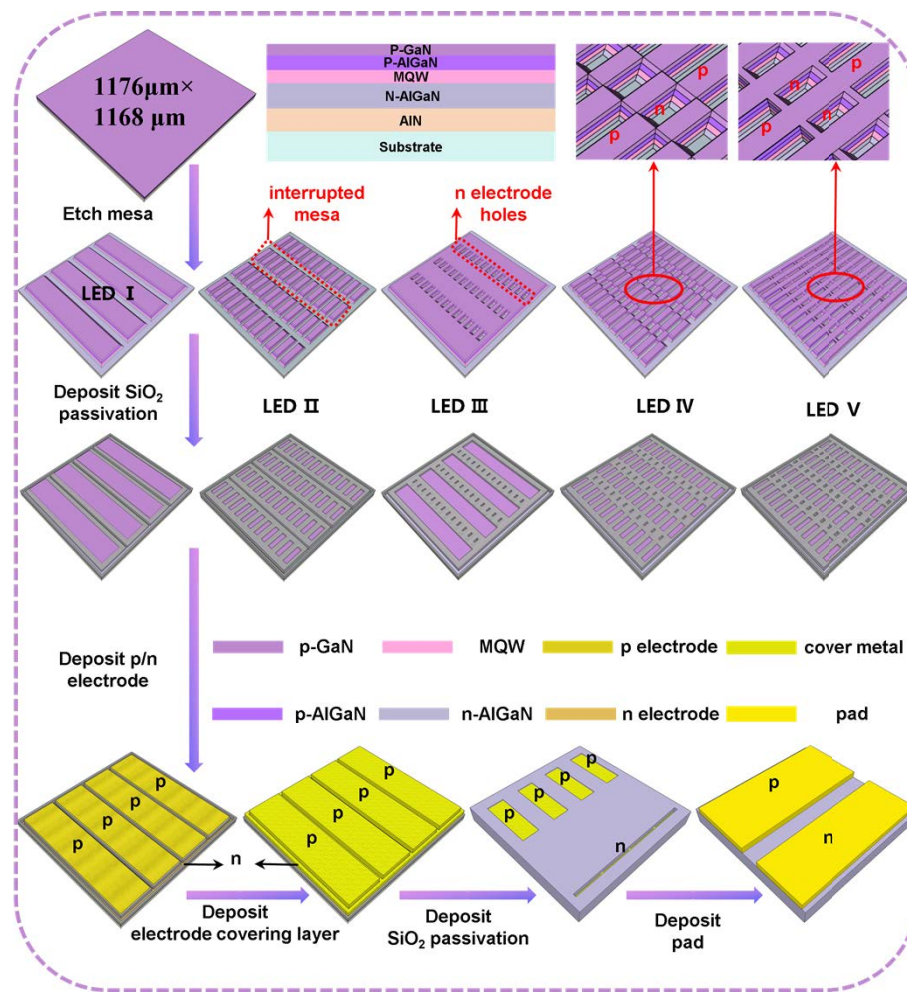 1176μm×
1168 μm
P-GaN
P-AlGaN
MQW
N-AlGaN
AlN
Substrate
p
n
n
p
p
n
n
p
Etch mesa
interrupted
mesa
n electrode
holes
LED Ⅰ
Deposit SiO₂
passivation
LED Ⅱ
LED Ⅲ
LED Ⅳ
LED Ⅴ
Deposit p/n
electrode
p-GaN
MQW
p electrode
cover metal
p-AlGaN
n-AlGaN
n electrode
pad
p
p
p
p
n
p
p
p
p
p
p
p
p
n
p
n
Deposit
electrode covering layer
Deposit
SiO₂ passivation
Deposit
pad